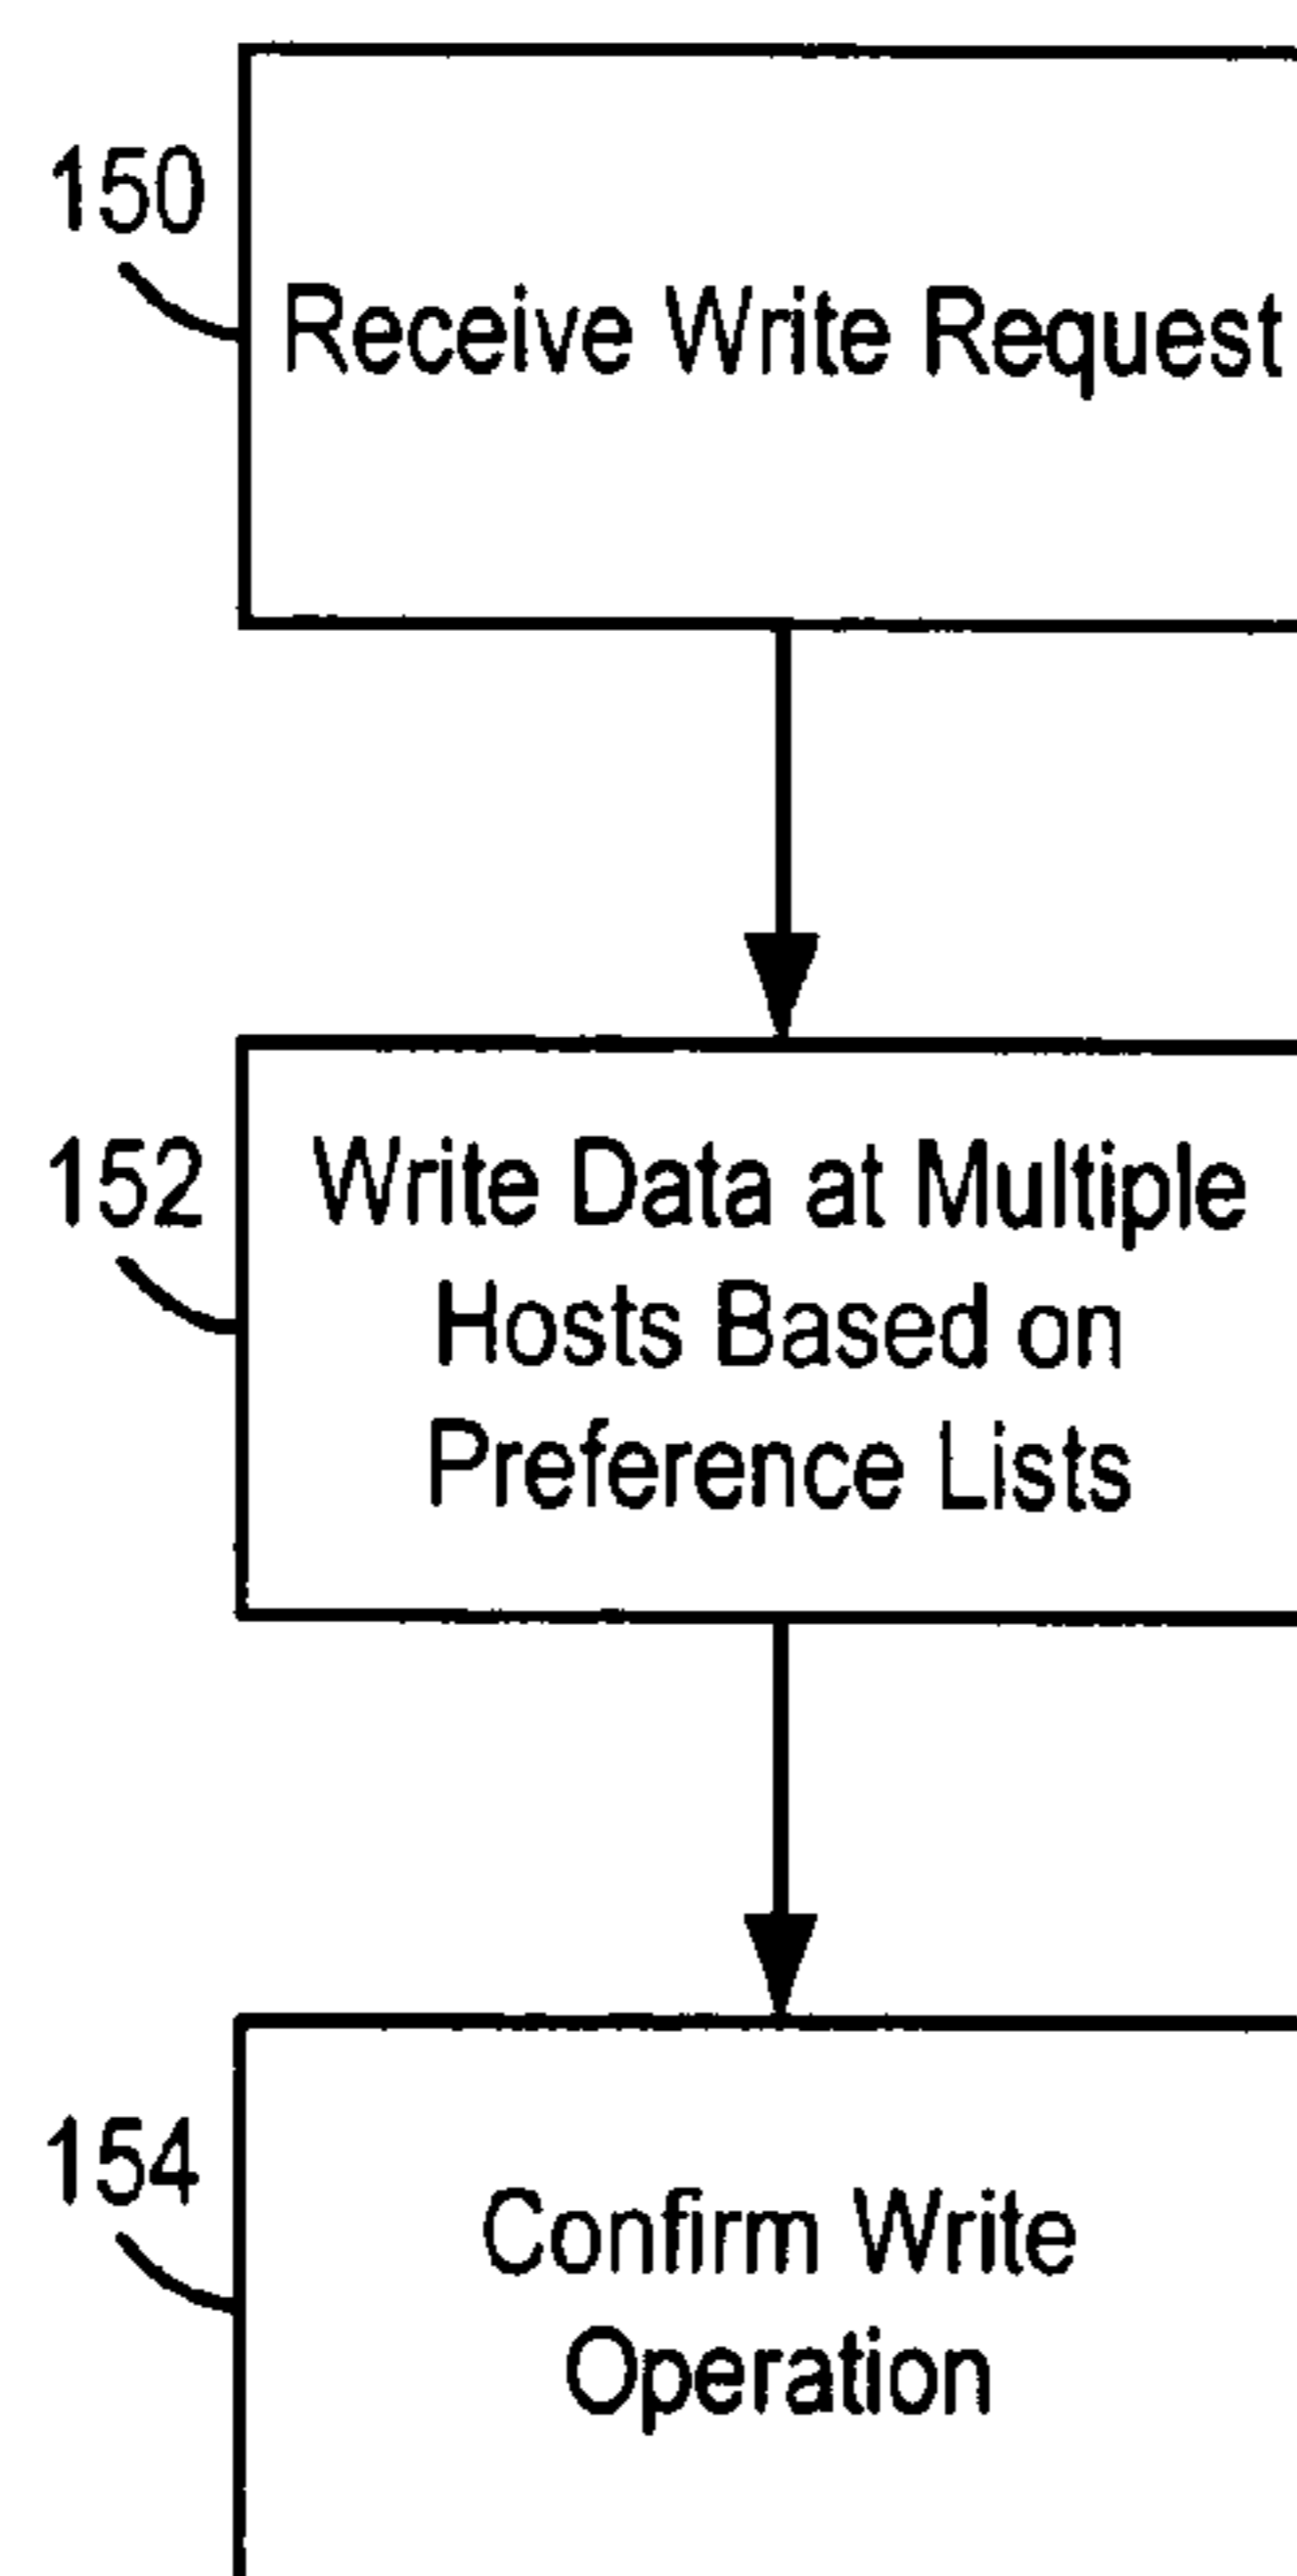 150
Receive Write Request
152
Write Data at Multiple
Hosts Based on
Preference Lists
154
Confirm Write
Operation